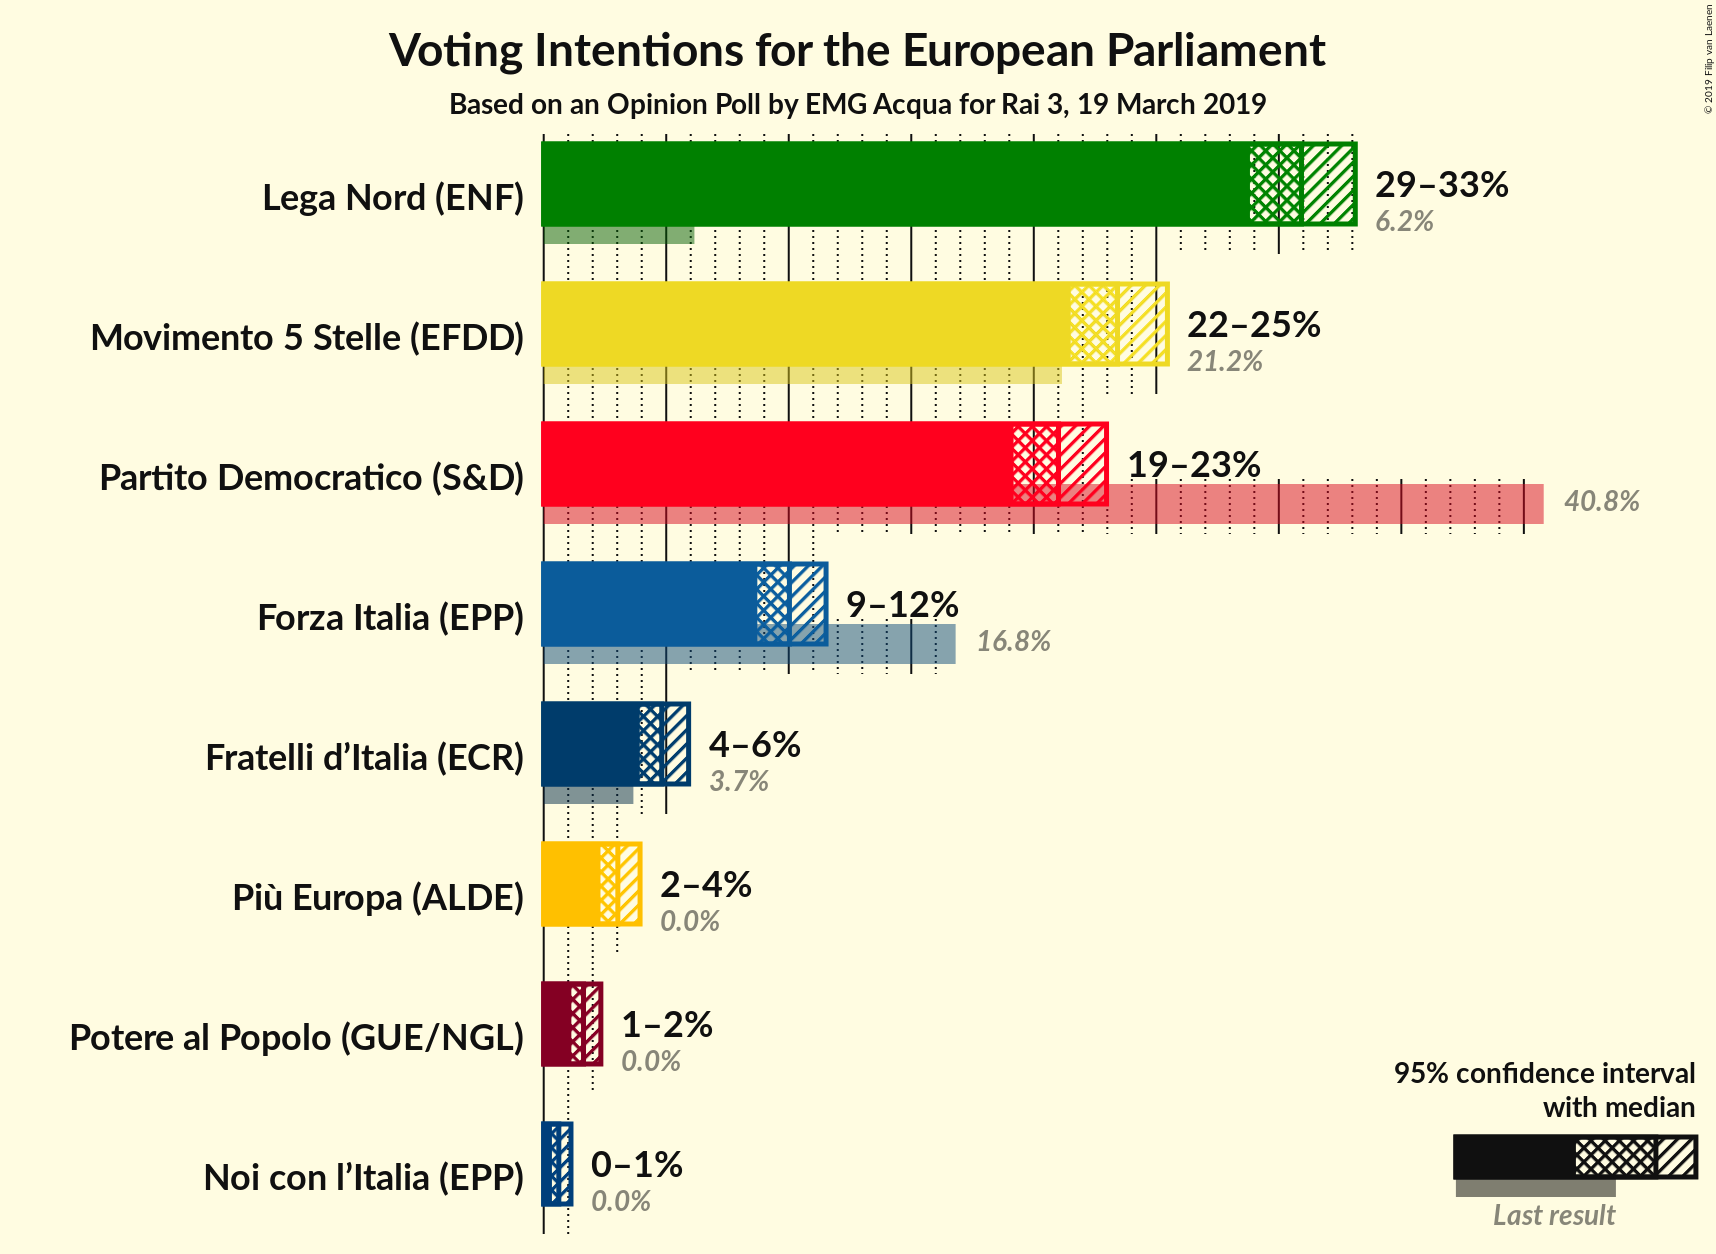 Voting Intentions for the European Parliament
Based on an Opinion Poll by EMG Acqua for Rai 3, 19 March 2019
© 2019 Filip van Laenen
Lega Nord (ENF)
29–33%
6.2%
Movimento 5 Stelle (EFDD)
22–25%
21.2%
Partito Democratico (S&D)
19–23%
40.8%
Forza Italia (EPP)
9–12%
16.8%
Fratelli d’Italia (ECR)
4–6%
3.7%
Più Europa (ALDE)
2–4%
0.0%
Potere al Popolo (GUE/NGL)
1–2%
0.0%
Noi con l’Italia (EPP)
0–1%
0.0%
95% confidence interval
with median
Last result